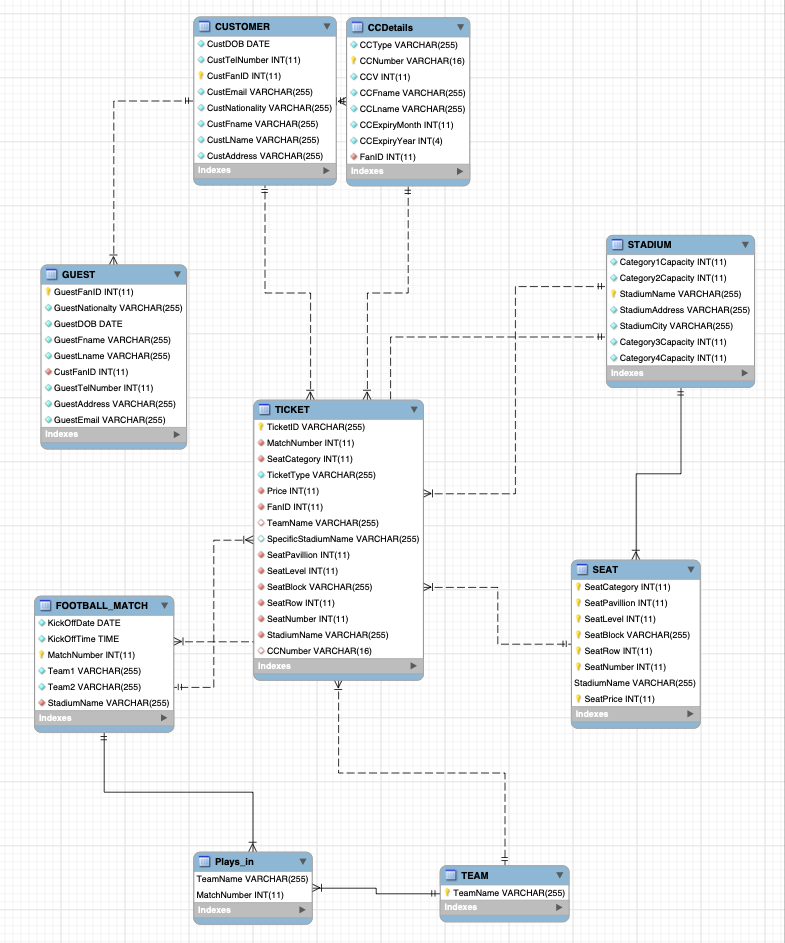 CUSTOMER
CustDOB DATE
CustTelNumber INT(11)
CustFanID INT(11)
CustEmail VARCHAR(255)
CustNationality VARCHAR(255)
CustFname VARCHAR(255)
CustLName VARCHAR(255)
CustAddress VARCHAR(255)
Indexes
CCDetails
CCType VARCHAR(255)
CCNumber VARCHAR(16)
CCV INT(11)
CCFname VARCHAR(255)
CCLname VARCHAR(255)
CCExpiryMonth INT(11)
CCExpiryYear INT(4)
FanID INT(11)
Indexes
GUEST
GuestFanID INT(11)
GuestNationalty VARCHAR(255)
GuestDOB DATE
GuestFname VARCHAR(255)
GuestLname VARCHAR(255)
CustFanID INT(11)
GuestTelNumber INT(11)
GuestAddress VARCHAR(255)
GuestEmail VARCHAR(255)
Indexes
STADIUM
Category1Capacity INT(11)
Category2Capacity INT(11)
StadiumName VARCHAR(255)
StadiumAddress VARCHAR(255)
StadiumCity VARCHAR(255)
Category3Capacity INT(11)
Category4Capacity INT(11)
Indexes
TICKET
TicketID VARCHAR(255)
MatchNumber INT(11)
SeatCategory INT(11)
TicketType VARCHAR(255)
Price INT(11)
FanID INT(11)
TeamName VARCHAR(255)
SpecificStadiumName VARCHAR(255)
SeatPavillion INT(11)
SeatLevel INT(11)
SeatBlock VARCHAR(255)
SeatRow INT(11)
SeatNumber INT(11)
StadiumName VARCHAR(255)
CCNumber VARCHAR(16)
Indexes
SEAT
SeatCategory INT(11)
SeatPavillion INT(11)
SeatLevel INT(11)
SeatBlock VARCHAR(255)
SeatRow INT(11)
SeatNumber INT(11)
StadiumName VARCHAR(255)
SeatPrice INT(11)
Indexes
FOOTBALL_MATCH
KickOffDate DATE
KickOffTime TIME
MatchNumber INT(11)
Team1 VARCHAR(255)
Team2 VARCHAR(255)
StadiumName VARCHAR(255)
Indexes
Plays_in
TeamName VARCHAR(255)
MatchNumber INT(11)
Indexes
TEAM
TeamName VARCHAR(255)
Indexes